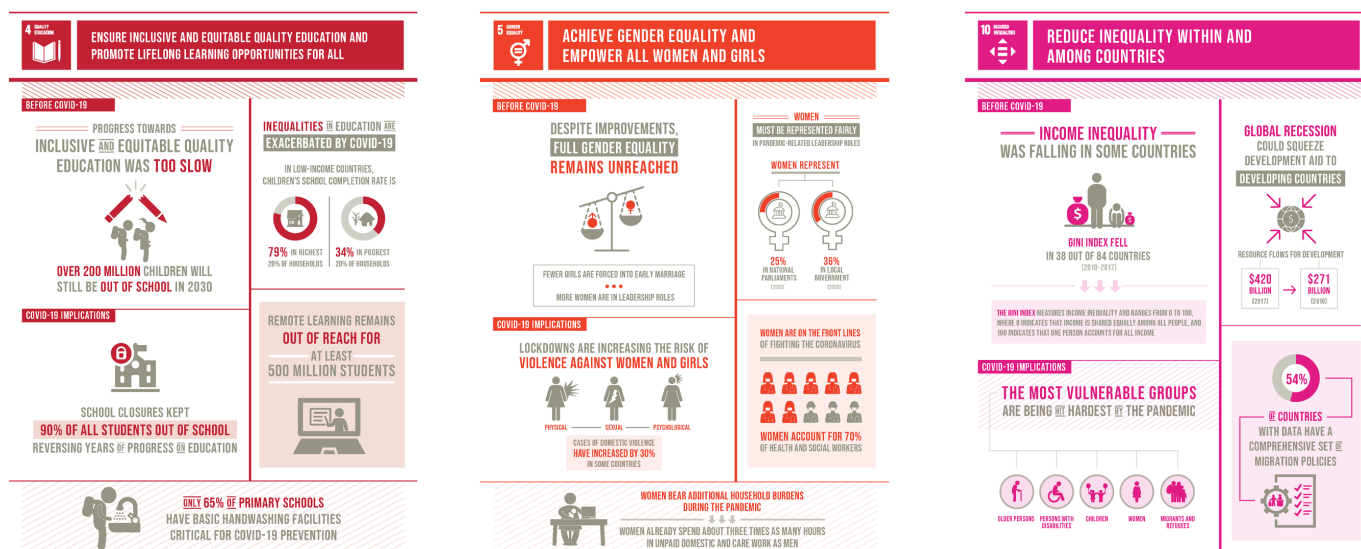 4 QUALITY EDUCATION
ENSURE INCLUSIVE AND EQUITABLE QUALITY EDUCATION AND
PROMOTE LIFELONG LEARNING OPPORTUNITIES FOR ALL
BEFORE COVID-19
PROGRESS TOWARDS
INCLUSIVE AND EQUITABLE QUALITY
EDUCATION WAS TOO SLOW
OVER 200 MILLION CHILDREN WILL
STILL BE OUT OF SCHOOL IN 2030
INEQUALITIES IN EDUCATION ARE
EXACERBATED BY COVID-19
IN LOW-INCOME COUNTRIES,
CHILDREN'S SCHOOL COMPLETION RATE IS
79% IN RICHEST
20% OF HOUSEHOLDS
34% IN POOREST
20% OF HOUSEHOLDS
COVID-19 IMPLICATIONS
SCHOOL CLOSURES KEPT
90% OF ALL STUDENTS OUT OF SCHOOL
REVERSING YEARS OF PROGRESS ON EDUCATION
REMOTE LEARNING REMAINS
OUT OF REACH FOR
AT LEAST
500 MILLION STUDENTS
ONLY 65% OF PRIMARY SCHOOLS
HAVE BASIC HANDWASHING FACILITIES
CRITICAL FOR COVID-19 PREVENTION
5 GENDER EQUALITY
ACHIEVE GENDER EQUALITY AND
EMPOWER ALL WOMEN AND GIRLS
BEFORE COVID-19
DESPITE IMPROVEMENTS,
FULL GENDER EQUALITY
REMAINS UNREACHED
FEWER GIRLS ARE FORCED INTO EARLY MARRIAGE
MORE WOMEN ARE IN LEADERSHIP ROLES
WOMEN
MUST BE REPRESENTED FAIRLY
IN PANDEMIC-RELATED LEADERSHIP ROLES
WOMEN REPRESENT
25%
IN NATIONAL
PARLIAMENTS
(2020)
36%
IN LOCAL
GOVERNMENT
(2020)
COVID-19 IMPLICATIONS
LOCKDOWNS ARE INCREASING THE RISK OF
VIOLENCE AGAINST WOMEN AND GIRLS
PHYSICAL SEXUAL PSYCHOLOGICAL
CASES OF DOMESTIC VIOLENCE
HAVE INCREASED BY 30%
IN SOME COUNTRIES
WOMEN ARE ON THE FRONT LINES
OF FIGHTING THE CORONAVIRUS
WOMEN ACCOUNT FOR 70%
OF HEALTH AND SOCIAL WORKERS
WOMEN BEAR ADDITIONAL HOUSEHOLD BURDENS
DURING THE PANDEMIC
WOMEN ALREADY SPEND ABOUT THREE TIMES AS MANY HOURS
IN UNPAID DOMESTIC AND CARE WORK AS MEN
10 REDUCED INEQUALITIES
REDUCE INEQUALITY WITHIN AND
AMONG COUNTRIES
BEFORE COVID-19
INCOME INEQUALITY
WAS FALLING IN SOME COUNTRIES
$
$
GINI INDEX FELL
IN 38 OUT OF 84 COUNTRIES
(2010-2017)
THE GINI INDEX MEASURES INCOME INEQUALITY AND RANGES FROM 0 TO 100,
WHERE 0 INDICATES THAT INCOME IS SHARED EQUALLY AMONG ALL PEOPLE, AND
100 INDICATES THAT ONE PERSON ACCOUNTS FOR ALL INCOME
GLOBAL RECESSION
COULD SQUEEZE
DEVELOPMENT AID TO
DEVELOPING COUNTRIES
$
RESOURCE FLOWS FOR DEVELOPMENT
$420
BILLION
(2017)
$271
BILLION
(2018)
COVID-19 IMPLICATIONS
THE MOST VULNERABLE GROUPS
ARE BEING HIT HARDEST BY THE PANDEMIC
OLDER PERSONS
PERSONS WITH
DISABILITIES
CHILDREN
WOMEN
MIGRANTS AND
REFUGEES
54%
OF COUNTRIES
WITH DATA HAVE A
COMPREHENSIVE SET OF
MIGRATION POLICIES